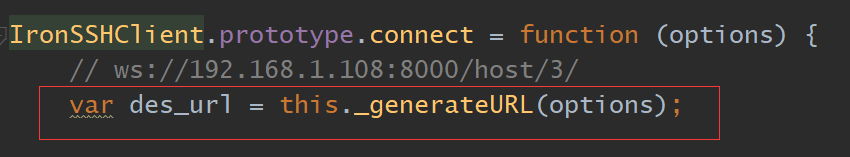 IronSSHClient.prototype.connect = function (options) {
// ws://192.168.1.108:8000/host/3/
var des_url = this._generateURL(options);